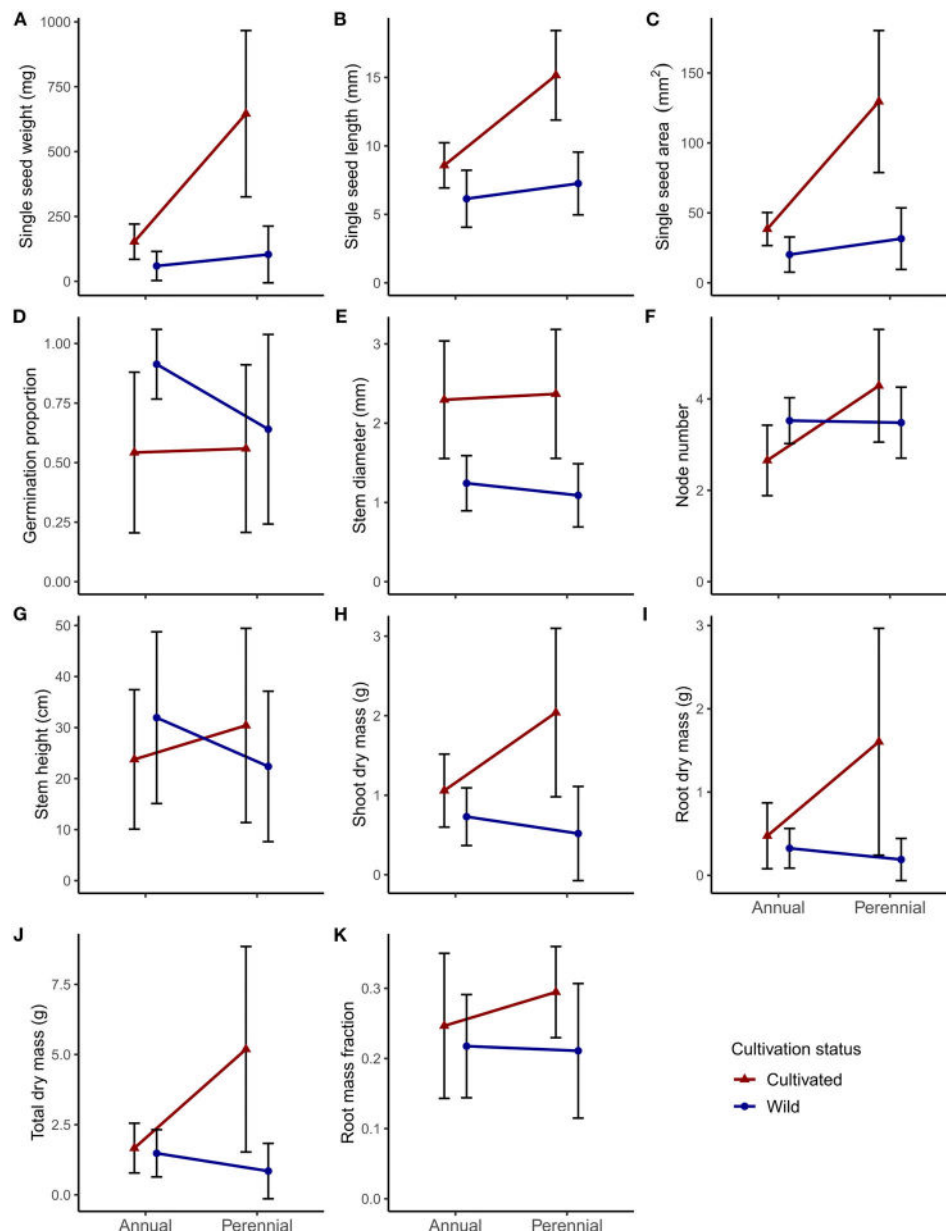 A
Single seed weight (mg)
1000
750
500
250
0
B
Single seed length (mm)
15
10
5
0
C
Single seed area (mm²)
150
100
50
0
D
Germination proportion
1.00
0.75
0.50
0.25
0.00
E
Stem diameter (mm)
3
2
1
0
F
Node number
4
2
0
G
Stem height (cm)
50
40
30
20
10
0
H
Shoot dry mass (g)
3
2
1
0
I
Root dry mass (g)
3
2
1
0
Annual Perennial
J
Total dry mass (g)
7.5
5.0
2.5
0.0
Annual Perennial
K
Root mass fraction
0.3
0.2
0.1
0.0
Annual Perennial
Cultivation status
Cultivated
Wild